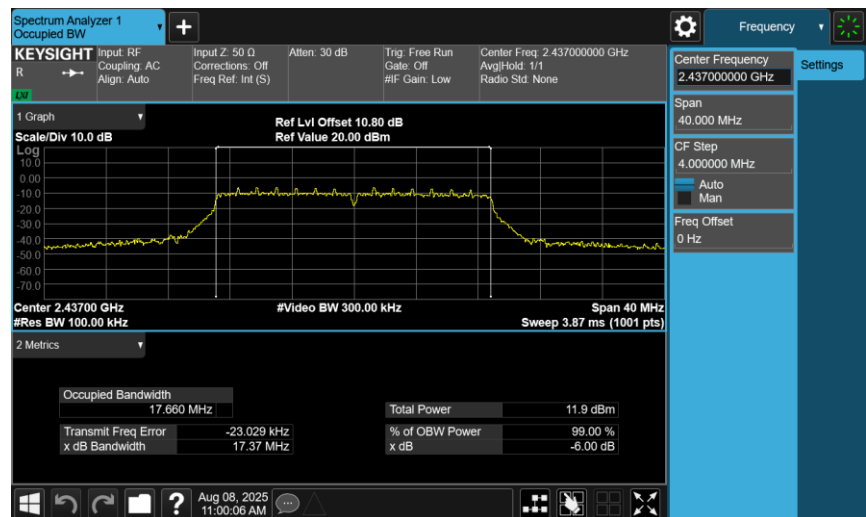 Spectrum Analyzer 1
Occupied BW
Frequency
KEYSIGHT
R
LXI
Input: RF
Coupling: AC
Align: Auto
Input Z: 50 Ω
Corrections: Off
Freq Ref: Int (S)
Atten: 30 dB
Trig: Free Run
Gate: Off
#IF Gain: Low
Center Freq: 2.437000000 GHz
Avg|Hold: 1/1
Radio Std: None
Center Frequency
2.437000000 GHz
Settings
Span
40.000 MHz
CF Step
4.000000 MHz
Auto
Man
Freq Offset
0 Hz
1 Graph
Scale/Div 10.0 dB
Ref Lvl Offset 10.80 dB
Ref Value 20.00 dBm
Log
10.0
0.00
-10.0
-20.0
-30.0
-40.0
-50.0
-60.0
-70.0
Center 2.43700 GHz
#Res BW 100.00 kHz
#Video BW 300.00 kHz
Span 40 MHz
Sweep 3.87 ms (1001 pts)
2 Metrics
Occupied Bandwidth
17.660 MHz
Total Power 11.9 dBm
Transmit Freq Error -23.029 kHz
% of OBW Power 99.00 %
x dB Bandwidth 17.37 MHz
x dB -6.00 dB
?
Aug 08, 2025
11:00:06 AM